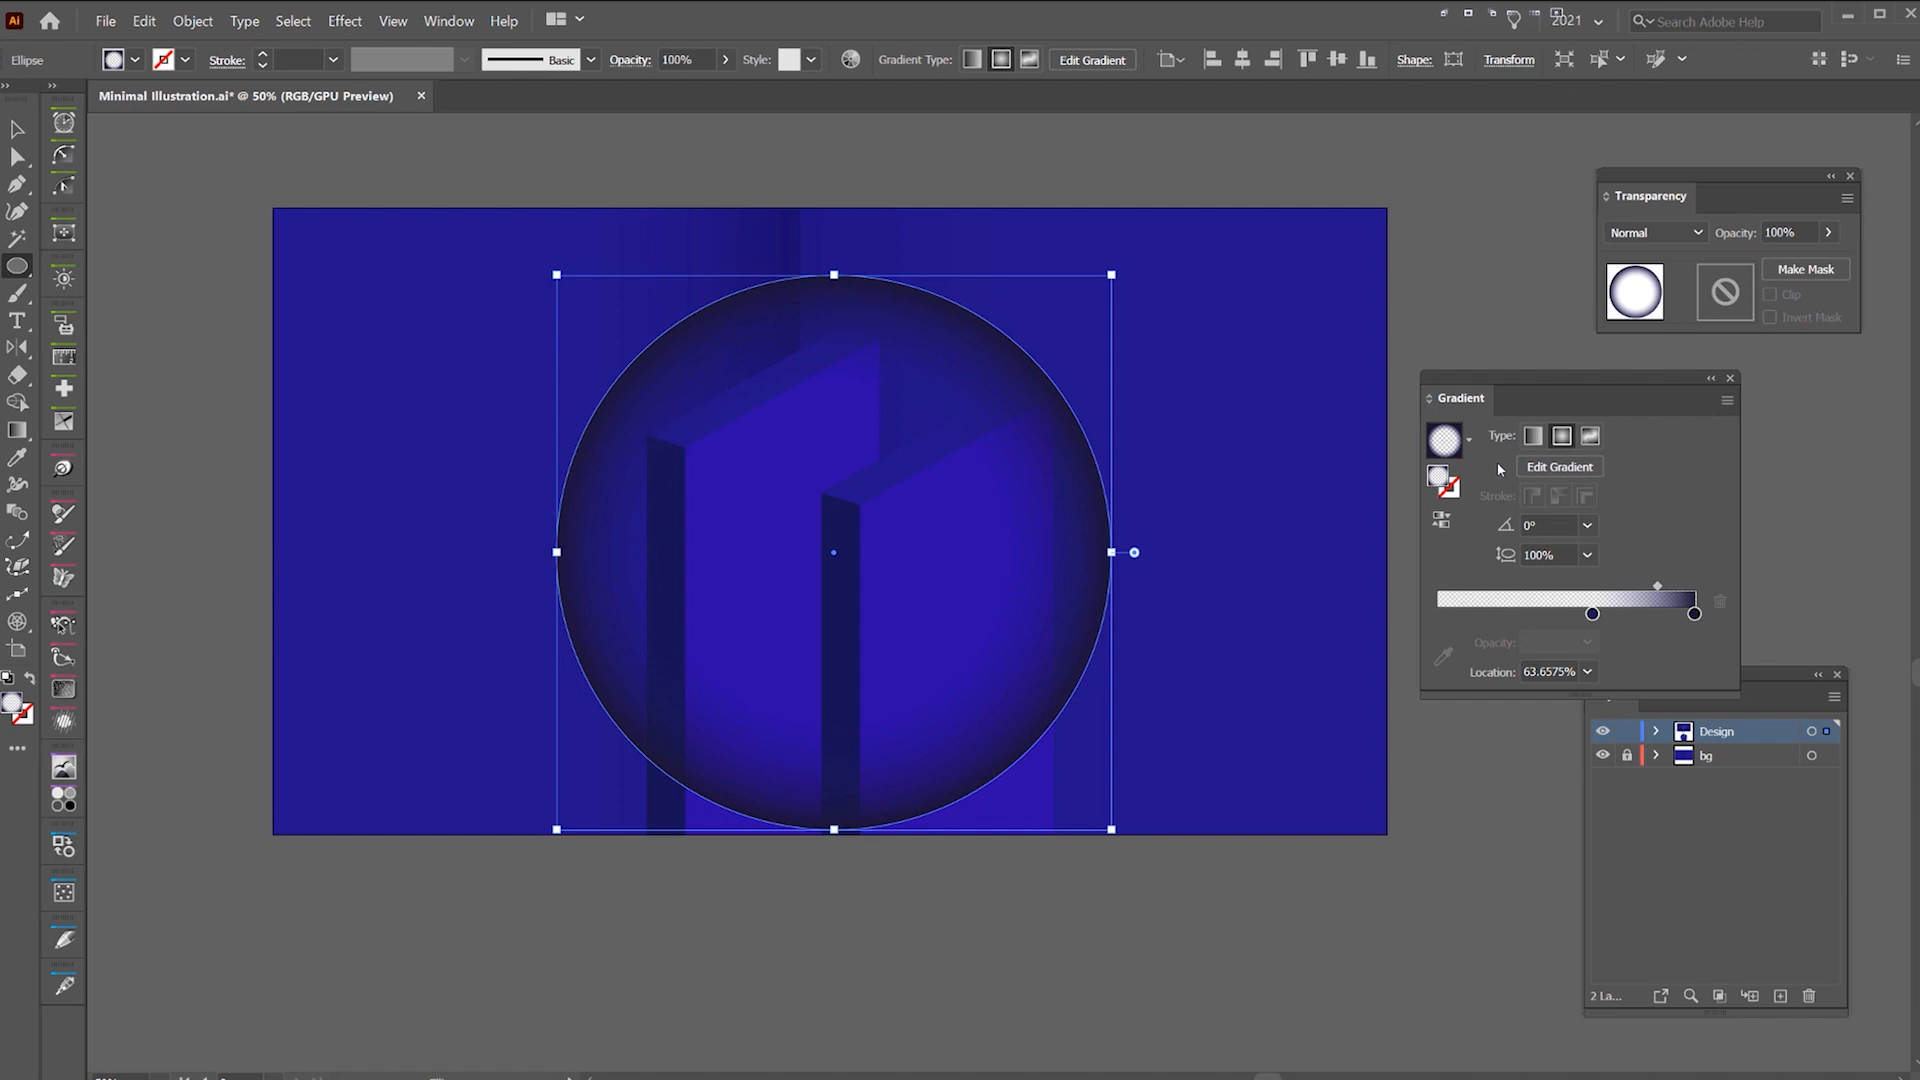 Ai File Edit Object Type Select Effect View Window Help 2021 Search Adobe Help
Ellipse Stroke: Basic Opacity: 100% Style: Gradient Type: Edit Gradient Shape: Transform
Minimal Illustration.ai* @ 50% (RGB/GPU Preview)
Transparency
Normal Opacity: 100%
Make Mask
Clip
Invert Mask
Gradient
Type:
Edit Gradient
Stroke:
0°
100%
Opacity:
Location: 63.6575%
Design
bg
2 La...